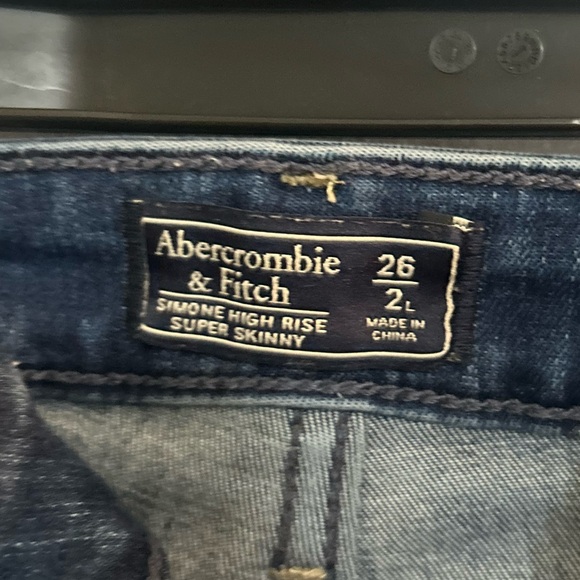 Abercrombie
& Fitch
SIMONE HIGH RISE
SUPER SKINNY
26
2L
MADE IN
CHINA